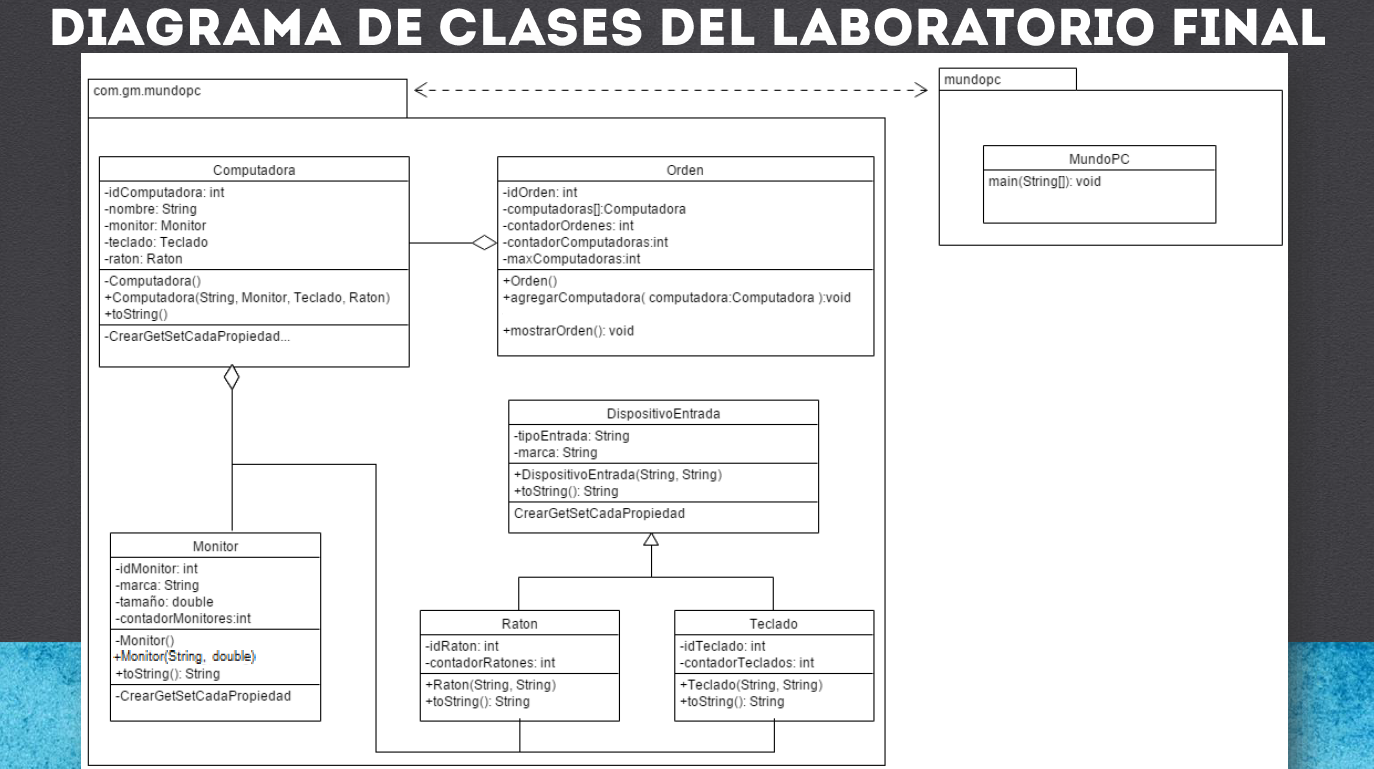 DIAGRAMA DE CLASES DEL LABORATORIO FINAL
com.gm.mundopc
mundopc
MundoPC
main(String[]): void
Computadora
-idComputadora: int
-nombre: String
-monitor: Monitor
-teclado: Teclado
-raton: Raton
-Computadora()
+Computadora(String, Monitor, Teclado, Raton)
+toString()
-CrearGetSetCadaPropiedad...
Orden
-idOrden: int
-computadoras[]:Computadora
-contadorOrdenes: int
-contadorComputadoras:int
-maxComputadoras:int
+Orden()
+agregarComputadora( computadora:Computadora ):void
+mostrarOrden(): void
DispositivoEntrada
-tipoEntrada: String
-marca: String
+DispositivoEntrada(String, String)
+toString(): String
CrearGetSetCadaPropiedad
Monitor
-idMonitor: int
-marca: String
-tamaño: double
-contadorMonitores:int
-Monitor()
+Monitor(String, double)
+toString(): String
-CrearGetSetCadaPropiedad
Raton
-idRaton: int
-contadorRatones: int
+Raton(String, String)
+toString(): String
Teclado
-idTeclado: int
-contadorTeclados: int
+Teclado(String, String)
+toString(): String